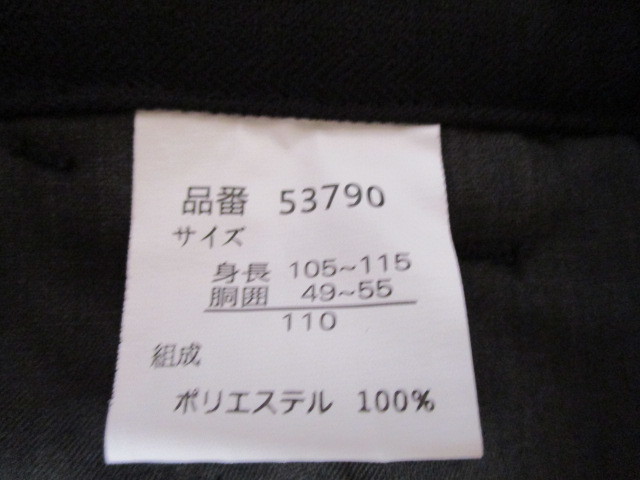 品番 53790
サイズ
身長 105~115
胴囲 49~55
110
組成
ポリエステル 100%